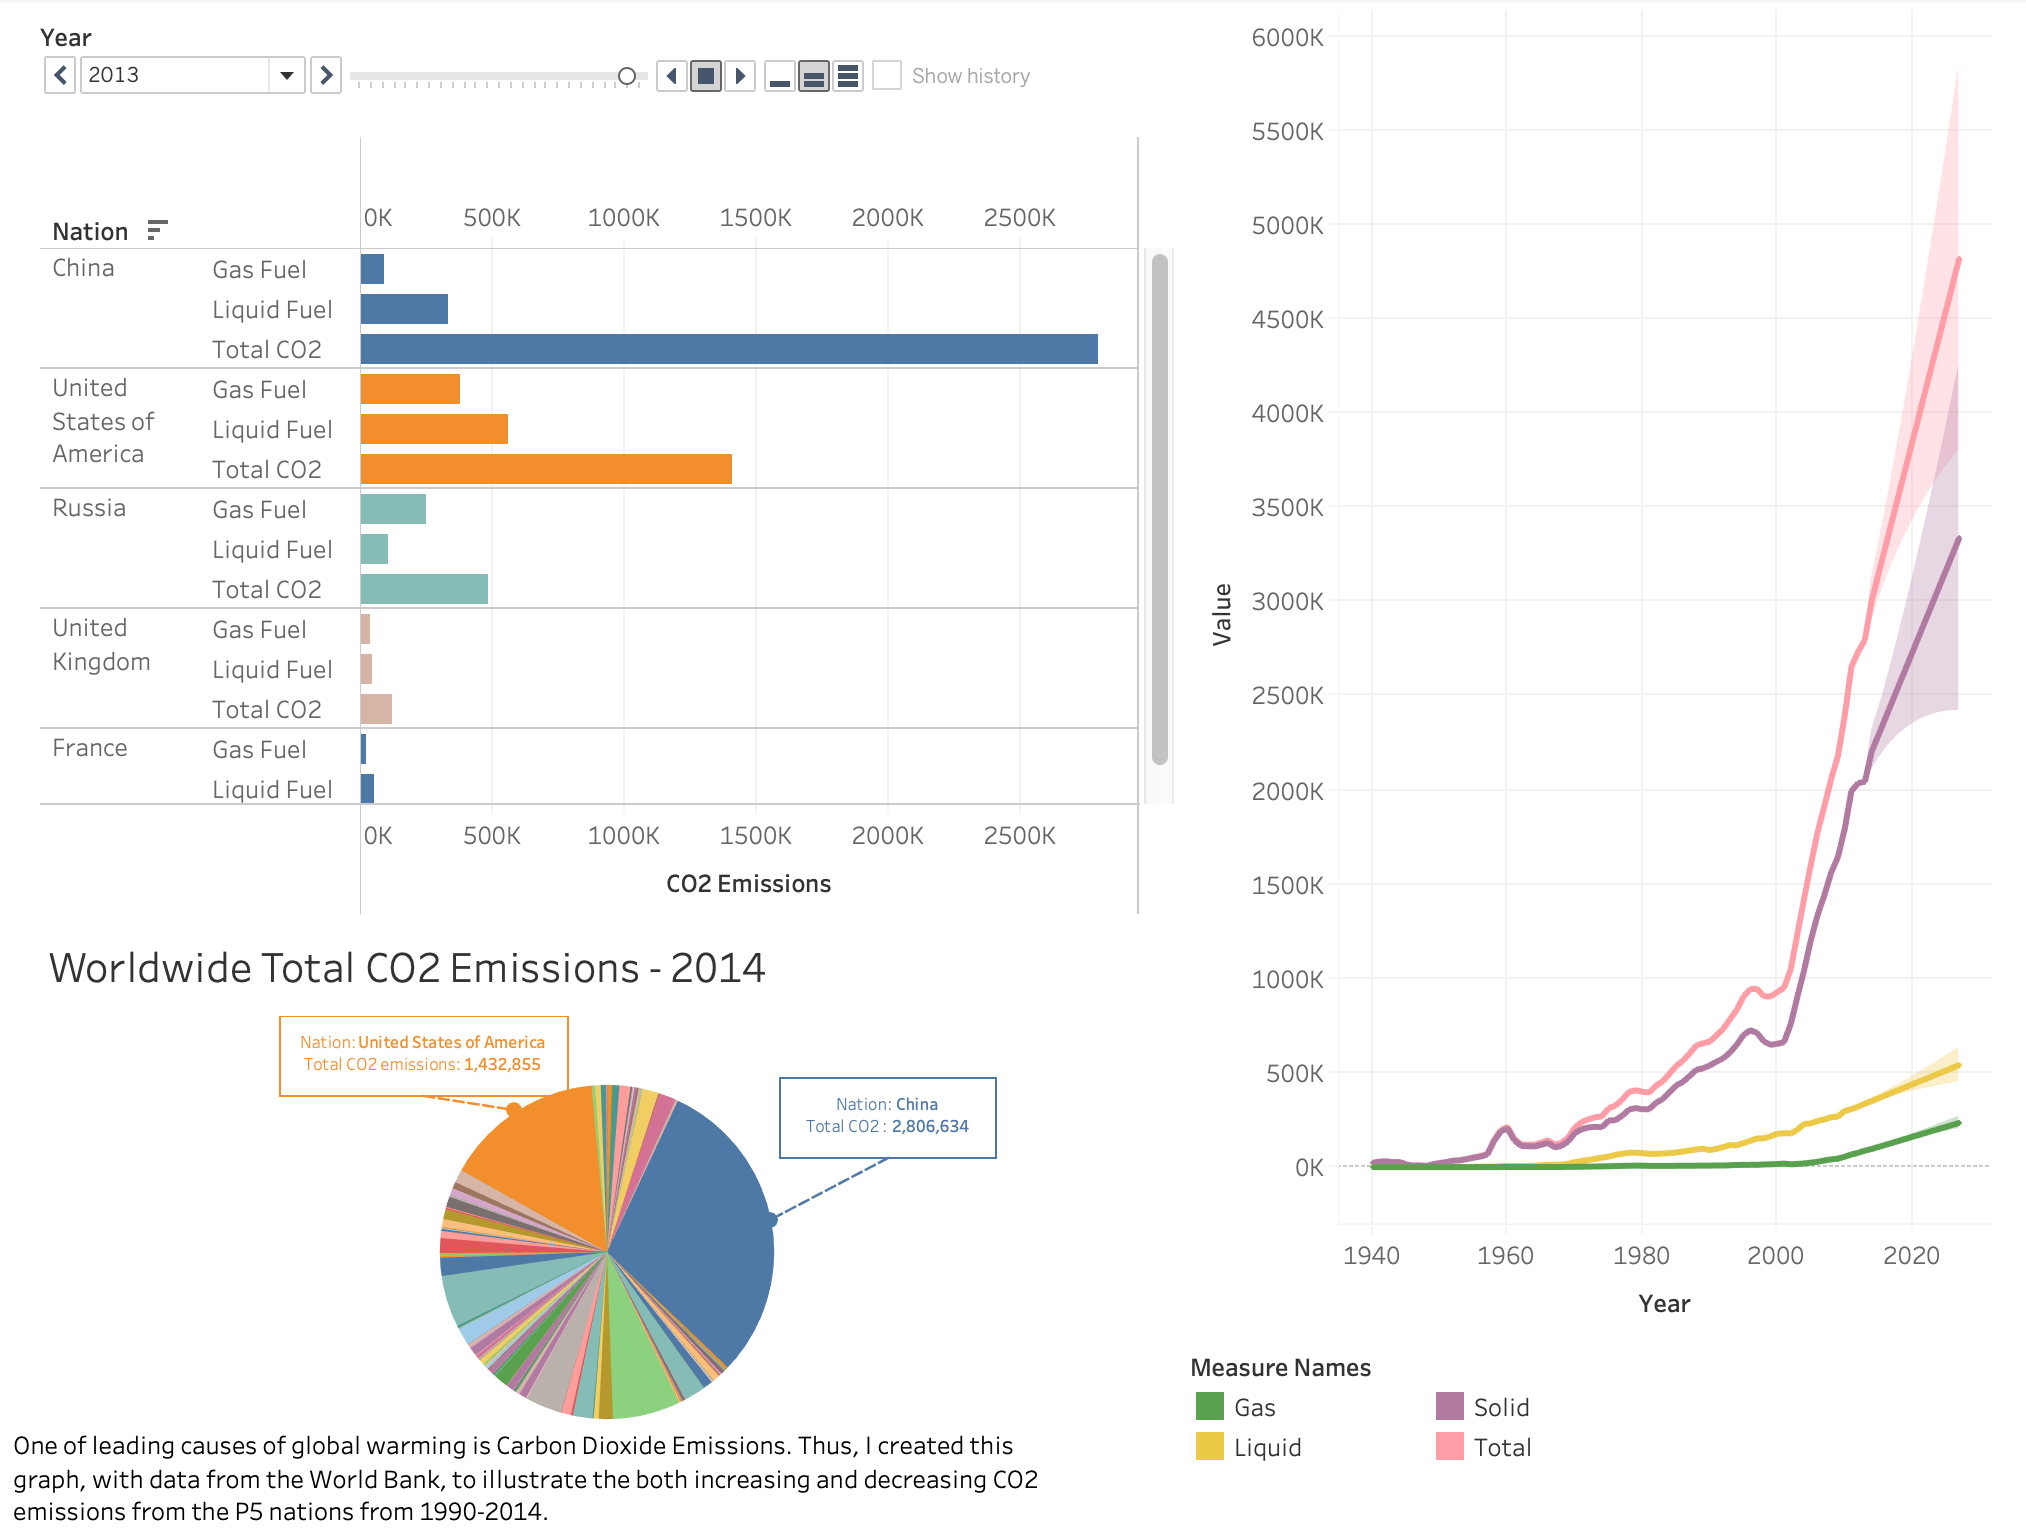 Year
2013
Show history
Nation
0K 500K 1000K 1500K 2000K 2500K
China
Gas Fuel
Liquid Fuel
Total CO2
United
States of
America
Gas Fuel
Liquid Fuel
Total CO2
Russia
Gas Fuel
Liquid Fuel
Total CO2
United
Kingdom
Gas Fuel
Liquid Fuel
Total CO2
France
Gas Fuel
Liquid Fuel
0K 500K 1000K 1500K 2000K 2500K
CO2 Emissions
Worldwide Total CO2 Emissions - 2014
Nation: United States of America
Total CO2 emissions: 1,432,855
Nation: China
Total CO2 : 2,806,634
One of leading causes of global warming is Carbon Dioxide Emissions. Thus, I created this
graph, with data from the World Bank, to illustrate the both increasing and decreasing CO2
emissions from the P5 nations from 1990-2014.
6000K
5500K
5000K
4500K
4000K
3500K
3000K
2500K
2000K
1500K
1000K
500K
0K
Value
1940 1960 1980 2000 2020
Year
Measure Names
Gas
Solid
Liquid
Total